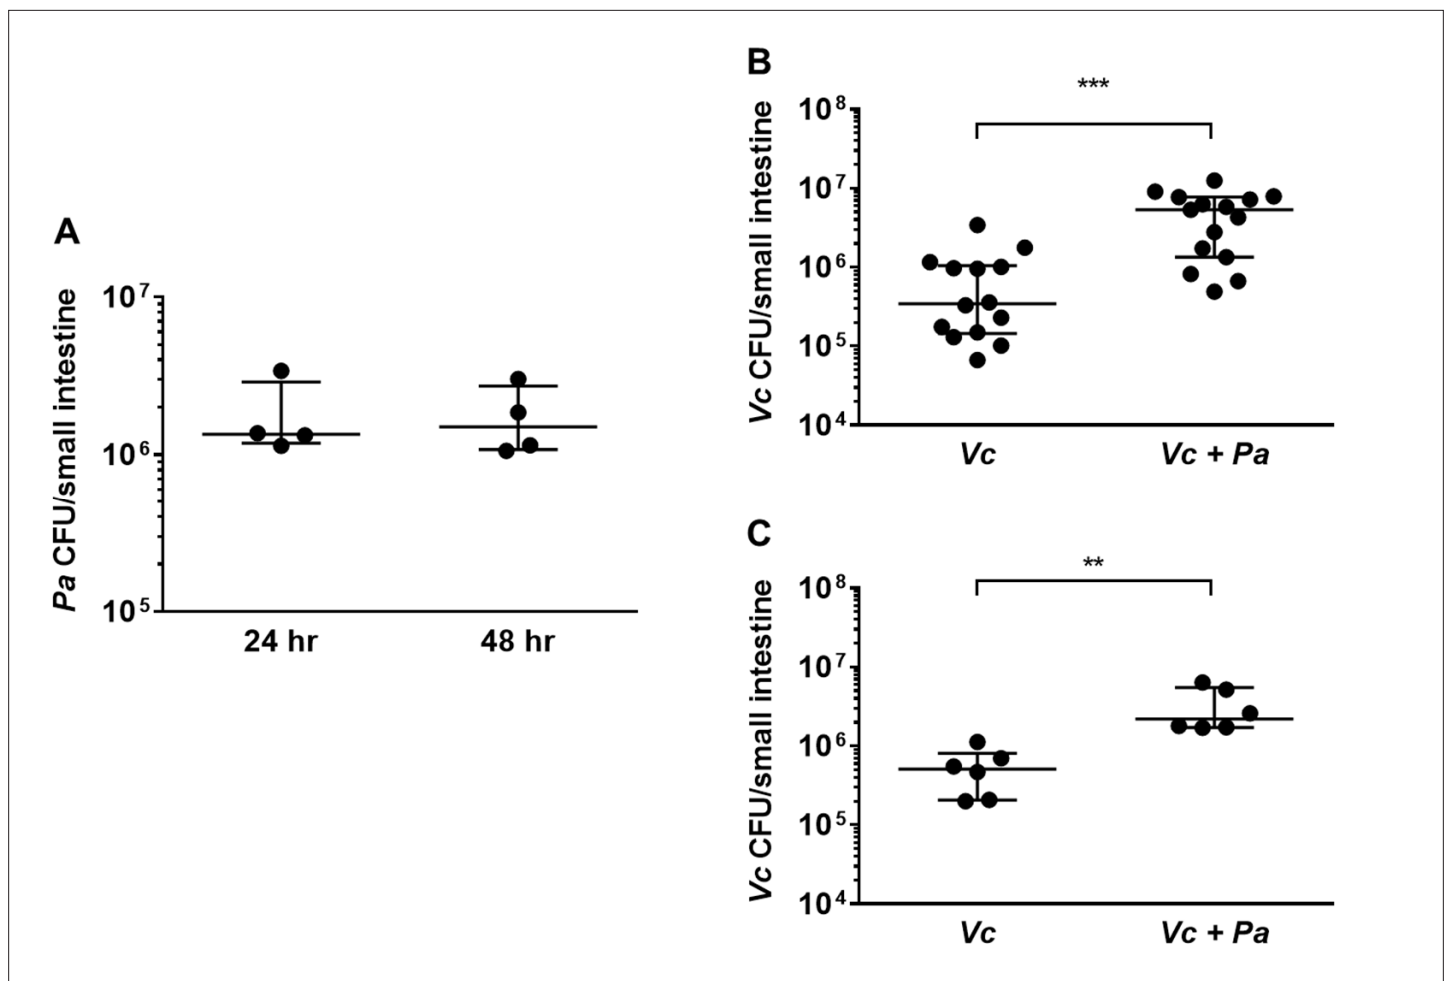 A
Pa CFU/small intestine
10⁷
10⁶
10⁵
24 hr
48 hr
B
***
Vc CFU/small intestine
10⁸
10⁷
10⁶
10⁵
10⁴
Vc
Vc + Pa
C
**
Vc CFU/small intestine
10⁸
10⁷
10⁶
10⁵
10⁴
Vc
Vc + Pa